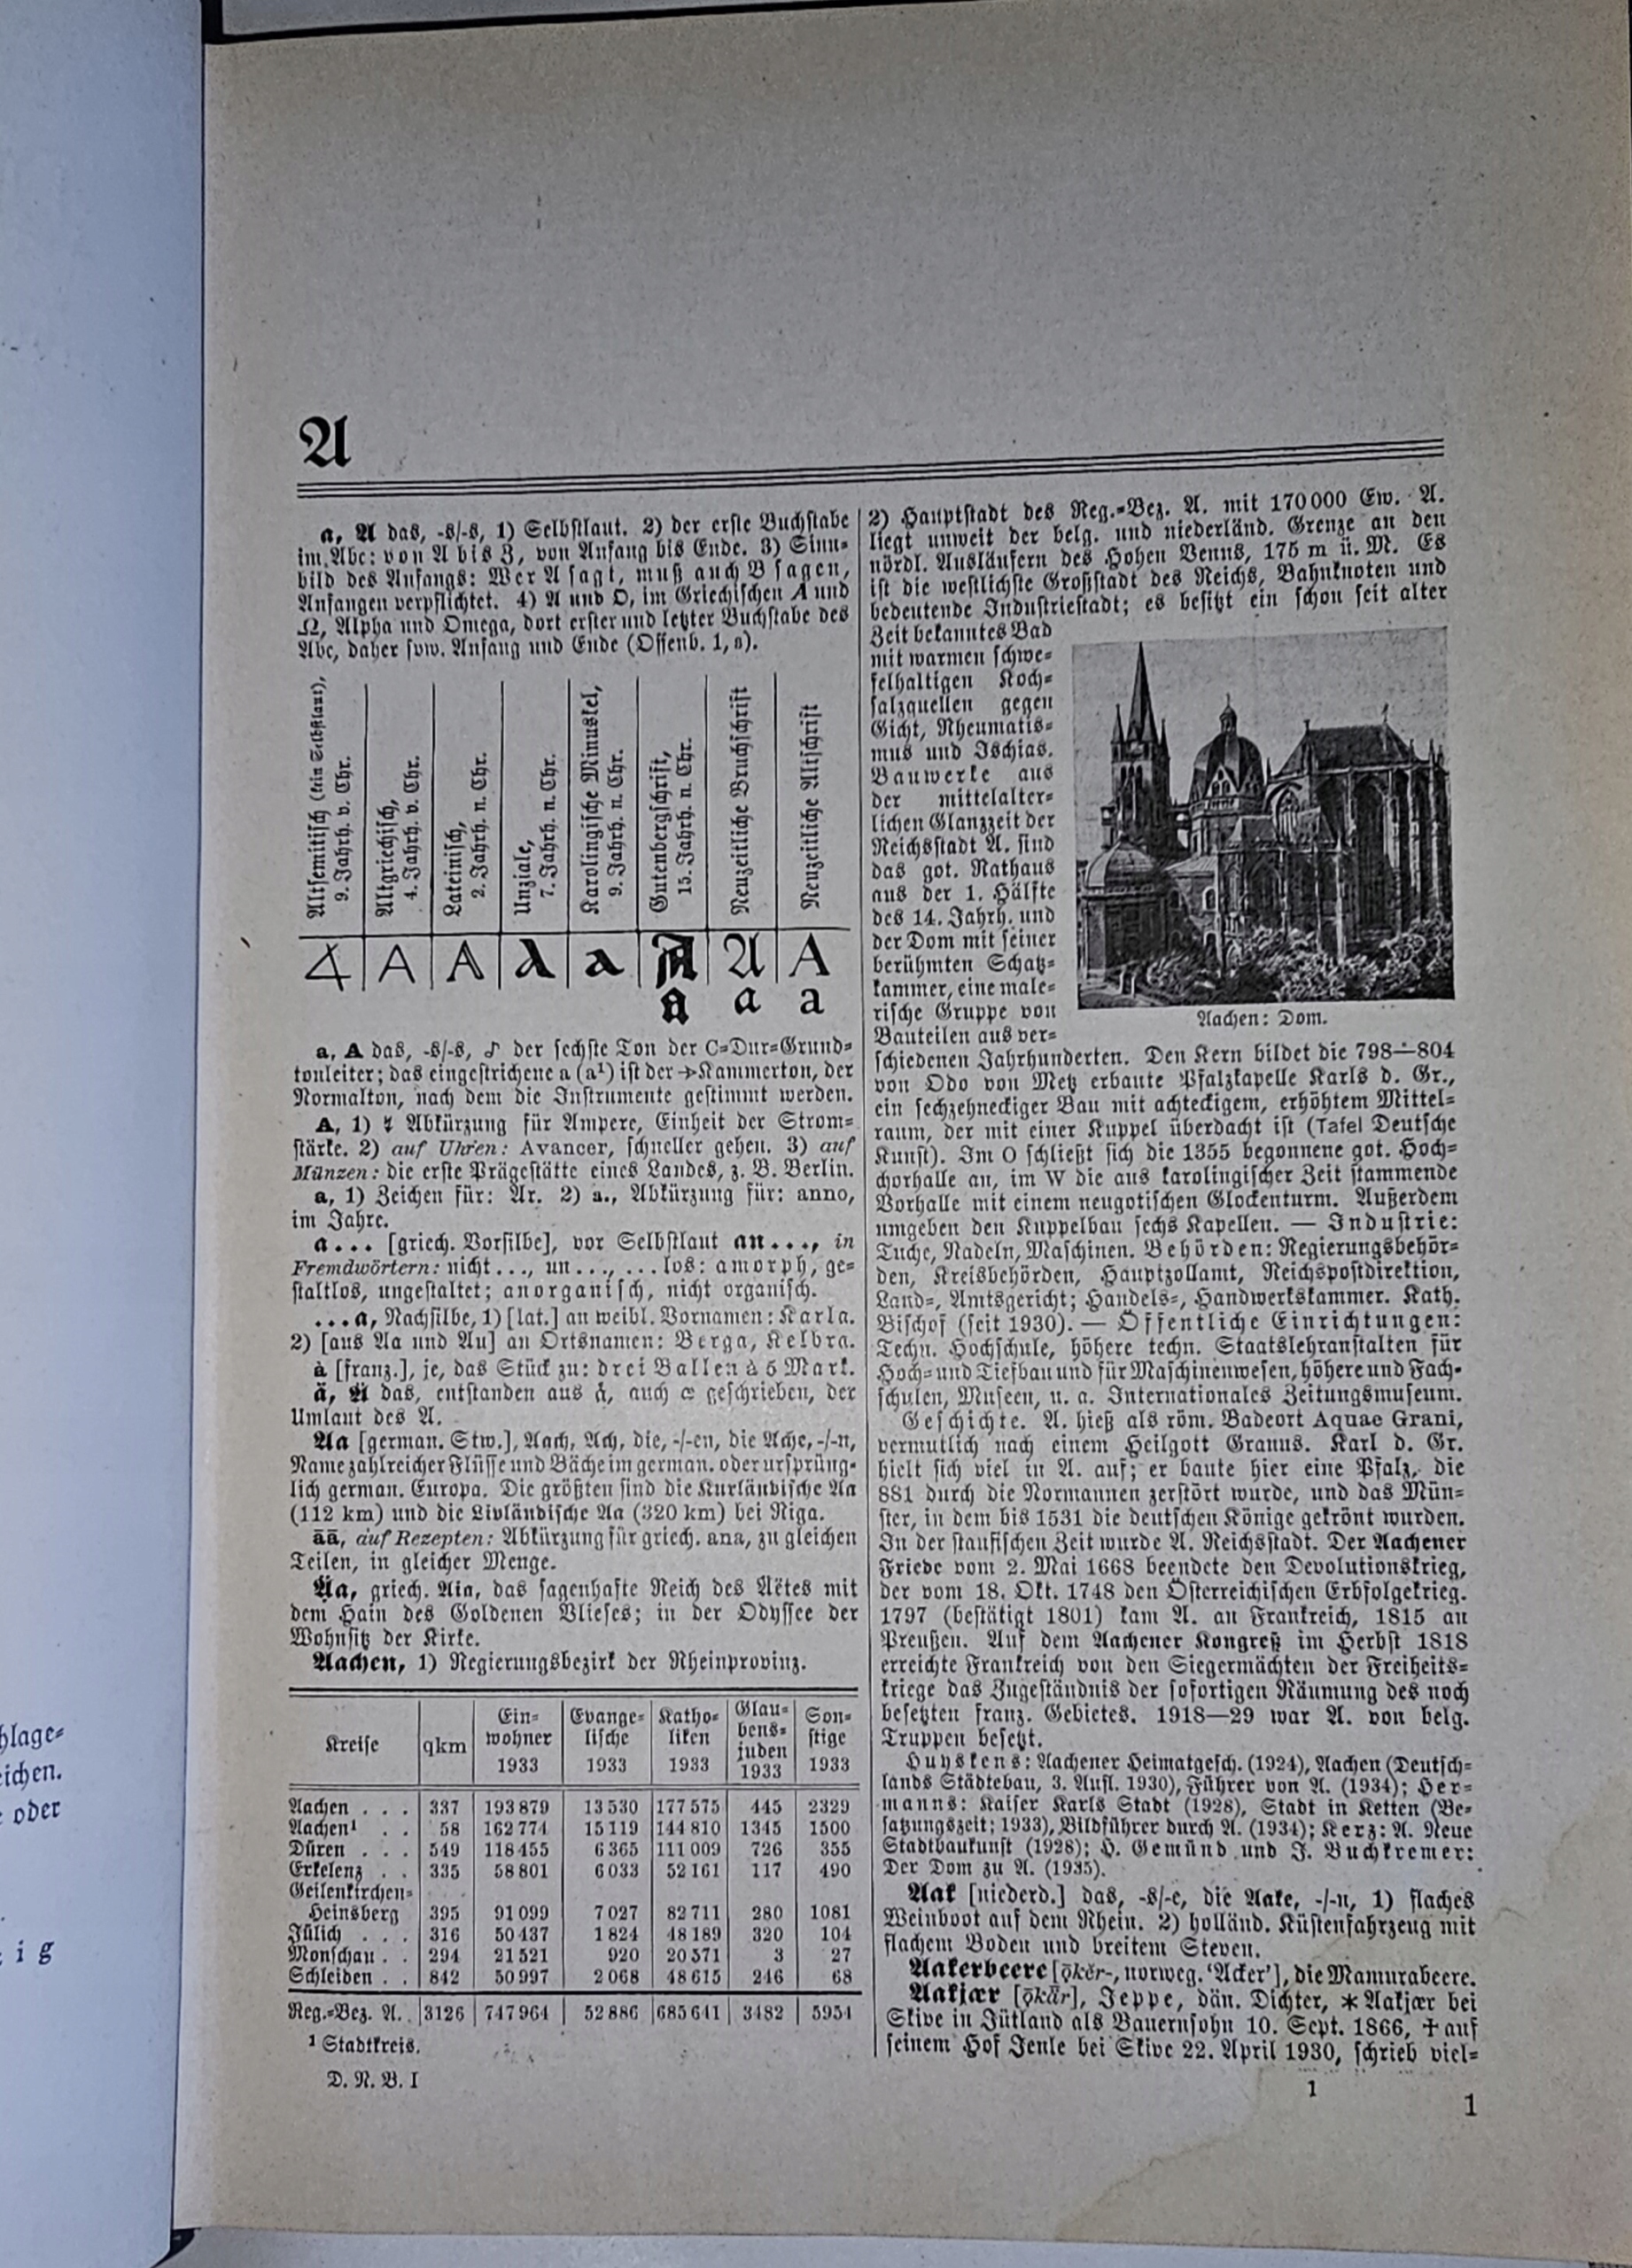 hlage=
ichen.
oder
i g
A
a, A das, -s/-s, 1) Selbstlaut. 2) der erste Buchstabe
im Abc: von A bis Z, von Anfang bis Ende. 3) Sinn=
bild des Anfangs: Wer A sagt, muß auch B sagen,
Anfangen verpflichtet. 4) A und O, im Griechischen A und
Ω, Alpha und Omega, dort erster und letzter Buchstabe des
Abc, daher svw. Anfang und Ende (Offenb. 1, 8).
Altsemitisch (kein Selbstlaut),
9. Jahrh. v. Chr.
Altgriechisch,
4. Jahrh. v. Chr.
Lateinisch,
2. Jahrh. n. Chr.
Unziale,
7. Jahrh. n. Chr.
Karolingische Minuskel,
9. Jahrh. n. Chr.
Gutenbergschrift,
15. Jahrh. n. Chr.
Neuzeitliche Bruchschrift
Neuzeitliche Altschrift
A A λ a A A A
a a a
a, A das, -s/-s, ♪ der sechste Ton der C=Dur=Grund=
tonleiter; das eingestrichene a (a¹) ist der →Kammerton, der
Normalton, nach dem die Instrumente gestimmt werden.
A, 1) Abkürzung für Ampere, Einheit der Strom=
stärke. 2) auf Uhren: Avancer, schneller gehen. 3) auf
Münzen: die erste Prägestätte eines Landes, z. B. Berlin.
a, 1) Zeichen für: Ar. 2) a., Abkürzung für: anno,
im Jahre.
a... [griech. Vorsilbe], vor Selbstlaut an..., in
Fremdwörtern: nicht..., un..., ...los: amorph, ge=
staltlos, ungestaltet; anorganisch, nicht organisch.
...a, Nachsilbe, 1) [lat.] an weibl. Vornamen: Karla.
2) [aus Aa und Au] an Ortsnamen: Berga, Kelbra.
à [franz.], je, das Stück zu: drei Ballen à 5 Mark.
ä, Ä das, entstanden aus å, auch æ geschrieben, der
Umlaut des A.
Aa [german. Stw.], Aach, Ach, die, -/-en, die Ache, -/-n,
Name zahlreicher Flüsse und Bäche im german. oder ursprüng=
lich german. Europa. Die größten sind die Kurländische Aa
(112 km) und die Livländische Aa (320 km) bei Riga.
āā, auf Rezepten: Abkürzung für griech. ana, zu gleichen
Teilen, in gleicher Menge.
Äa, griech. Aia, das sagenhafte Reich des Aëtes mit
dem Hain des Goldenen Vlieses; in der Odyssee der
Wohnsitz der Kirke.
Aachen, 1) Regierungsbezirk der Rheinprovinz.
Kreise qkm Ein= wohner 1933 Evange= lische 1933 Katho= liken 1933 Glau= bens= juden 1933 Son= stige 1933
Aachen . . . 337 193879 13530 177575 445 2329
Aachen¹ . . 58 162774 15119 144810 1345 1500
Düren . . . 549 118455 6365 111009 726 355
Erkelenz . . 335 58801 6033 52161 117 490
Geilenkirchen=
Heinsberg 395 91099 7027 82711 280 1081
Jülich . . . 316 50437 1824 48189 320 104
Monschau . . 294 21521 920 20571 3 27
Schleiden . . 842 50997 2068 48615 246 68
Reg.=Bez. A. . 3126 747964 52886 685641 3482 5954
¹ Stadtkreis.
D. N. B. I
2) Hauptstadt des Reg.=Bez. A. mit 170000 Ew. A.
liegt unweit der belg. und niederländ. Grenze an den
nördl. Ausläufern des Hohen Venns, 175 m ü. M. Es
ist die westlichste Großstadt des Reichs, Bahnknoten und
bedeutende Industriestadt; es besitzt ein schon seit alter
Zeit bekanntes Bad
mit warmen schwe=
felhaltigen Koch=
salzquellen gegen
Gicht, Rheumatis=
mus und Ischias.
Bauwerke aus
der mittelalter=
lichen Glanzzeit der
Reichsstadt A. sind
das got. Rathaus
aus der 1. Hälfte
des 14. Jahrh. und
der Dom mit seiner
berühmten Schatz=
kammer, eine male=
rische Gruppe von
Bauteilen aus ver=
Aachen: Dom.
schiedenen Jahrhunderten. Den Kern bildet die 798—804
von Odo von Metz erbaute Pfalzkapelle Karls d. Gr.,
ein sechzehneckiger Bau mit achteckigem, erhöhtem Mittel=
raum, der mit einer Kuppel überdacht ist (Tafel Deutsche
Kunst). Im O schließt sich die 1355 begonnene got. Hoch=
chorhalle an, im W die aus karolingischer Zeit stammende
Vorhalle mit einem neugotischen Glockenturm. Außerdem
umgeben den Kuppelbau sechs Kapellen. — Industrie:
Tuche, Nadeln, Maschinen. Behörden: Regierungsbehör=
den, Kreisbehörden, Hauptzollamt, Reichspostdirektion,
Land=, Amtsgericht; Handels=, Handwerkskammer. Kath.
Bischof (seit 1930). — Öffentliche Einrichtungen:
Techn. Hochschule, höhere techn. Staatslehranstalten für
Hoch= und Tiefbau und für Maschinenwesen, höhere und Fach=
schulen, Museen, u. a. Internationales Zeitungsmuseum.
Geschichte. A. hieß als röm. Badeort Aquae Grani,
vermutlich nach einem Heilgott Granus. Karl d. Gr.
hielt sich viel in A. auf; er baute hier eine Pfalz, die
881 durch die Normannen zerstört wurde, und das Mün=
ster, in dem bis 1531 die deutschen Könige gekrönt wurden.
In der staufischen Zeit wurde A. Reichsstadt. Der Aachener
Friede vom 2. Mai 1668 beendete den Devolutionskrieg,
der vom 18. Okt. 1748 den Österreichischen Erbfolgekrieg.
1797 (bestätigt 1801) kam A. an Frankreich, 1815 an
Preußen. Auf dem Aachener Kongreß im Herbst 1818
erreichte Frankreich von den Siegermächten der Freiheits=
kriege das Zugeständnis der sofortigen Räumung des noch
besetzten franz. Gebietes. 1918—29 war A. von belg.
Truppen besetzt.
Huyskens: Aachener Heimatgesch. (1924), Aachen (Deutsch=
lands Städtebau, 3. Aufl. 1930), Führer von A. (1934); Her=
manns: Kaiser Karls Stadt (1928), Stadt in Ketten (Be=
satzungszeit; 1933), Bildführer durch A. (1934); Kerz: A. Neue
Stadtbaukunst (1928); H. Gemünd und J. Buchkremer:
Der Dom zu A. (1935).
Aak [niederd.] das, -s/-e, die Aake, -/-n, 1) flaches
Weinboot auf dem Rhein. 2) holländ. Küstenfahrzeug mit
flachem Boden und breitem Steven.
Aakerbeere [ǭkĕr-, norweg. 'Acker'], die Mamurabeere.
Aakjær [ǭkǟr], Jeppe, dän. Dichter, * Aakjær bei
Skive in Jütland als Bauernsohn 10. Sept. 1866, † auf
seinem Hof Jenle bei Skive 22. April 1930, schrieb viel=
1
1